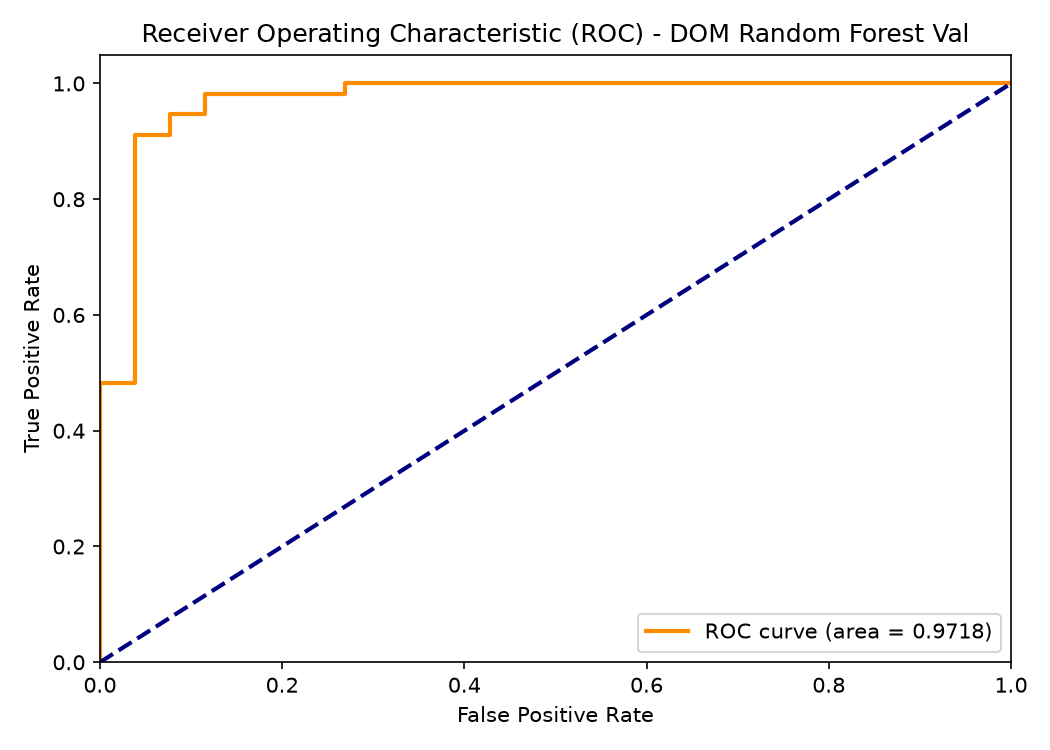 Receiver Operating Characteristic (ROC) - DOM Random Forest Val
True Positive Rate
1.0
0.8
0.6
0.4
0.2
0.0
0.0 0.2 0.4 0.6 0.8 1.0
False Positive Rate
ROC curve (area = 0.9718)